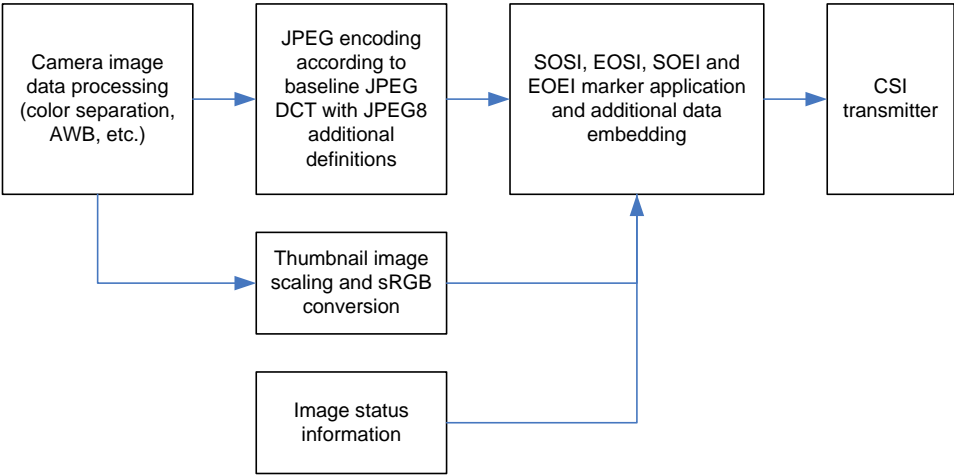 Camera image
data processing
(color separation,
AWB, etc.)
JPEG encoding
according to
baseline JPEG
DCT with JPEG8
additional
definitions
SOSI, EOSI, SOEI and
EOEI marker application
and additional data
embedding
CSI
transmitter
Thumbnail image
scaling and sRGB
conversion
Image status
information